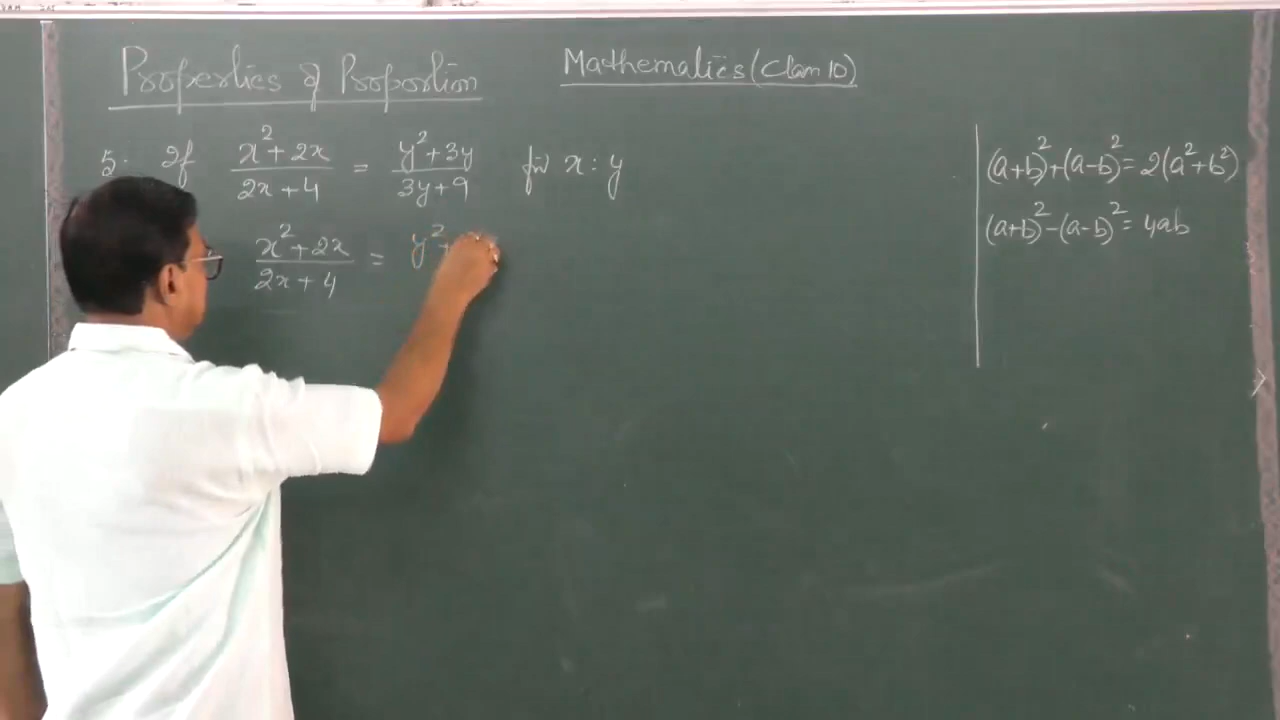 Properties of Proportion
Mathematics (Class 10)
5. If (x²+2x)/(2x+4) = (y²+3y)/(3y+9) find x : y
(x²+2x)/(2x+4) = y²+
(a+b)²+(a-b)²= 2(a²+b²)
(a+b)²-(a-b)²= 4ab